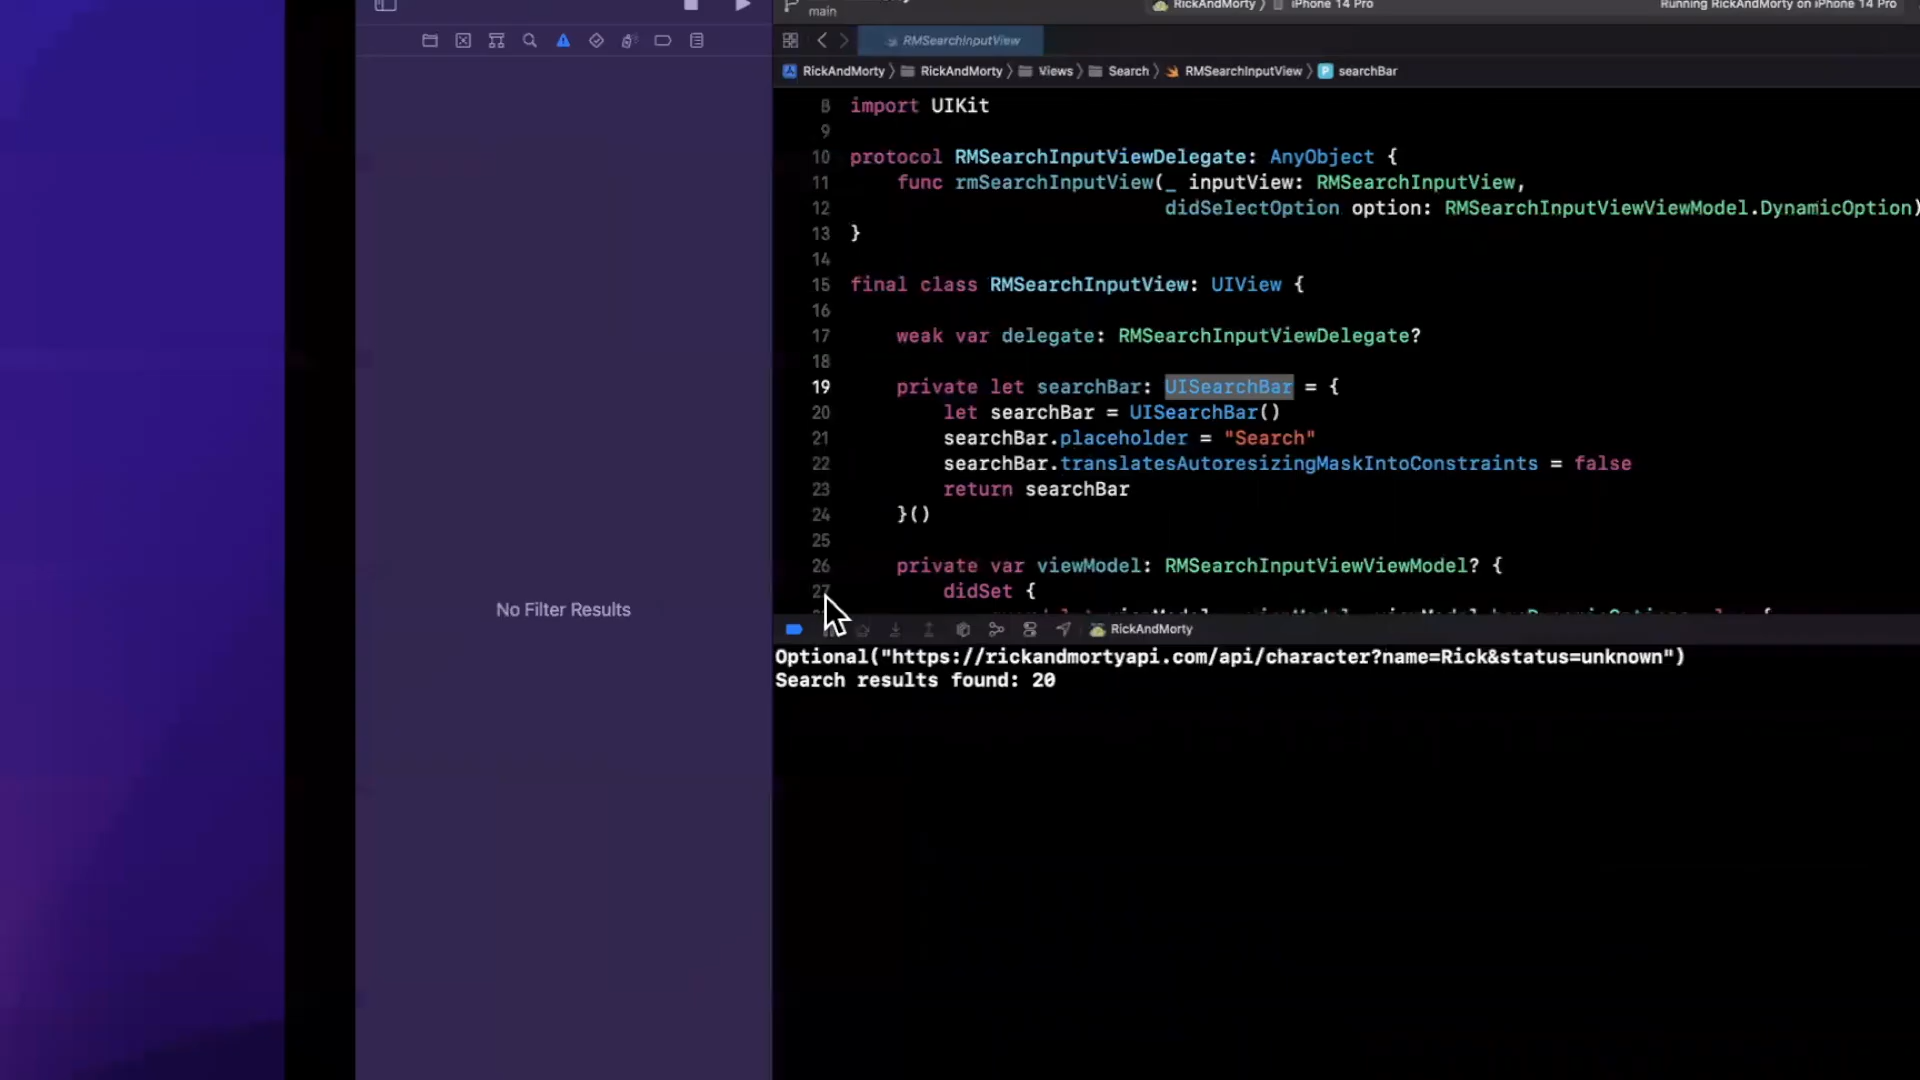 main
RickAndMorty 〉 iPhone 14 Pro
Running RickAndMorty on iPhone 14 Pro
RMSearchInputView
RickAndMorty 〉 RickAndMorty 〉 Views 〉 Search 〉 RMSearchInputView 〉 P searchBar
8 import UIKit
9
10 protocol RMSearchInputViewDelegate: AnyObject {
11 func rmSearchInputView(_ inputView: RMSearchInputView,
12 didSelectOption option: RMSearchInputViewViewModel.DynamicOption)
13 }
14
15 final class RMSearchInputView: UIView {
16
17 weak var delegate: RMSearchInputViewDelegate?
18
19 private let searchBar: UISearchBar = {
20 let searchBar = UISearchBar()
21 searchBar.placeholder = "Search"
22 searchBar.translatesAutoresizingMaskIntoConstraints = false
23 return searchBar
24 }()
25
26 private var viewModel: RMSearchInputViewViewModel? {
27 didSet {
No Filter Results
RickAndMorty
Optional("https://rickandmortyapi.com/api/character?name=Rick&status=unknown")
Search results found: 20